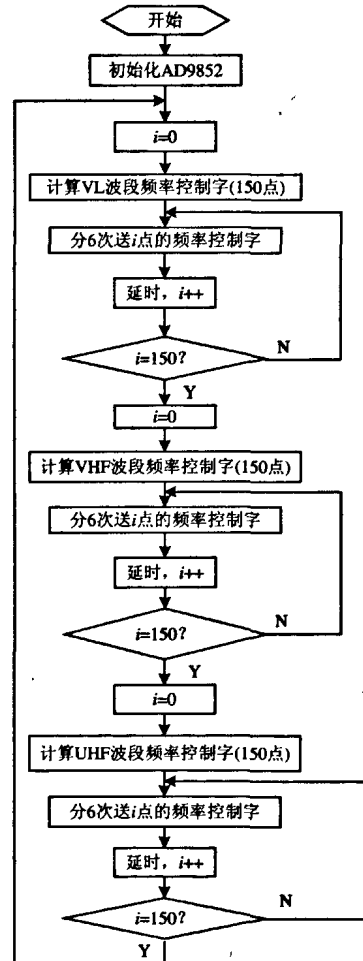 开始
初始化AD9852
i=0
计算VL波段频率控制字(150点)
分6次送i点的频率控制字
延时，i++
i=150?
N
Y
i=0
计算VHF波段频率控制字(150点)
分6次送i点的频率控制字
延时，i++
i=150?
N
Y
i=0
计算UHF波段频率控制字(150点)
分6次送i点的频率控制字
延时，i++
i=150?
N
Y